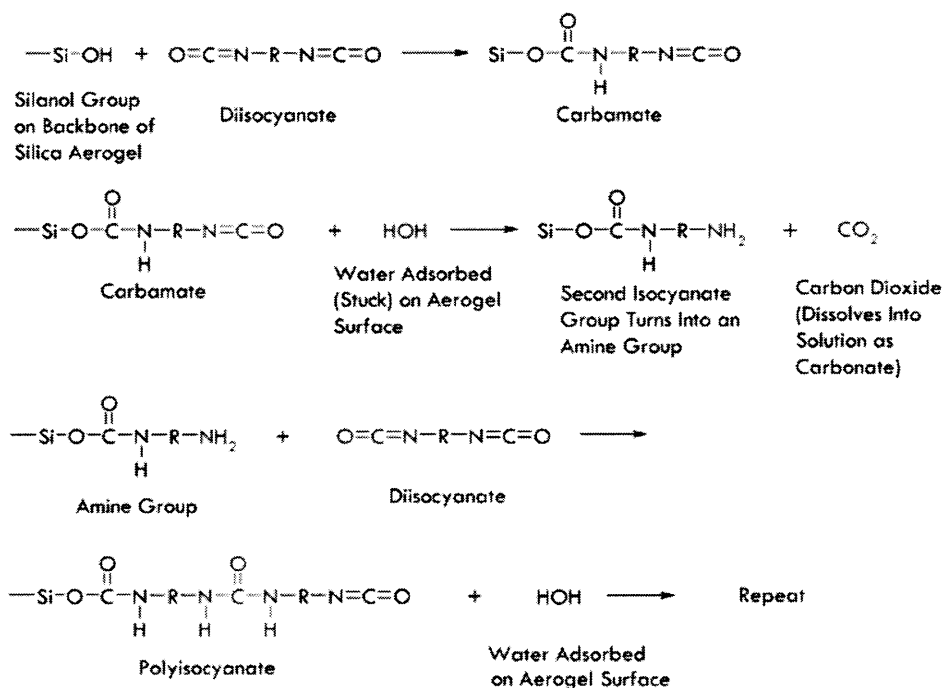 —Si—OH + O=C=N—R—N=C=O ⟶ Si—O—C—N—R—N=C=O
O
H
Silanol Group
on Backbone of
Silica Aerogel
Diisocyanate
Carbamate
O
—Si—O—C—N—R—N=C=O + HOH ⟶ Si—O—C—N—R—NH₂ + CO₂
O
H
H
Carbamate
Water Adsorbed
(Stuck) on Aerogel
Surface
Second Isocyanate
Group Turns Into an
Amine Group
Carbon Dioxide
(Dissolves Into
Solution as
Carbonate)
O
—Si—O—C—N—R—NH₂ + O=C=N—R—N=C=O ⟶
H
Amine Group
Diisocyanate
O O
—Si—O—C—N—R—N—C—N—R—N=C=O + HOH ⟶ Repeat
H H H
Polyisocyanate
Water Adsorbed
on Aerogel Surface